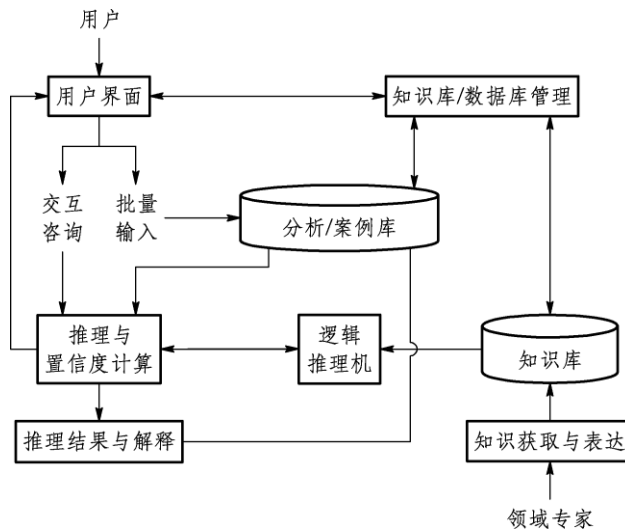 用户
用户界面
知识库/数据库管理
交互
咨询
批量
输入
分析/案例库
推理与
置信度计算
逻辑
推理机
知识库
推理结果与解释
知识获取与表达
领域专家